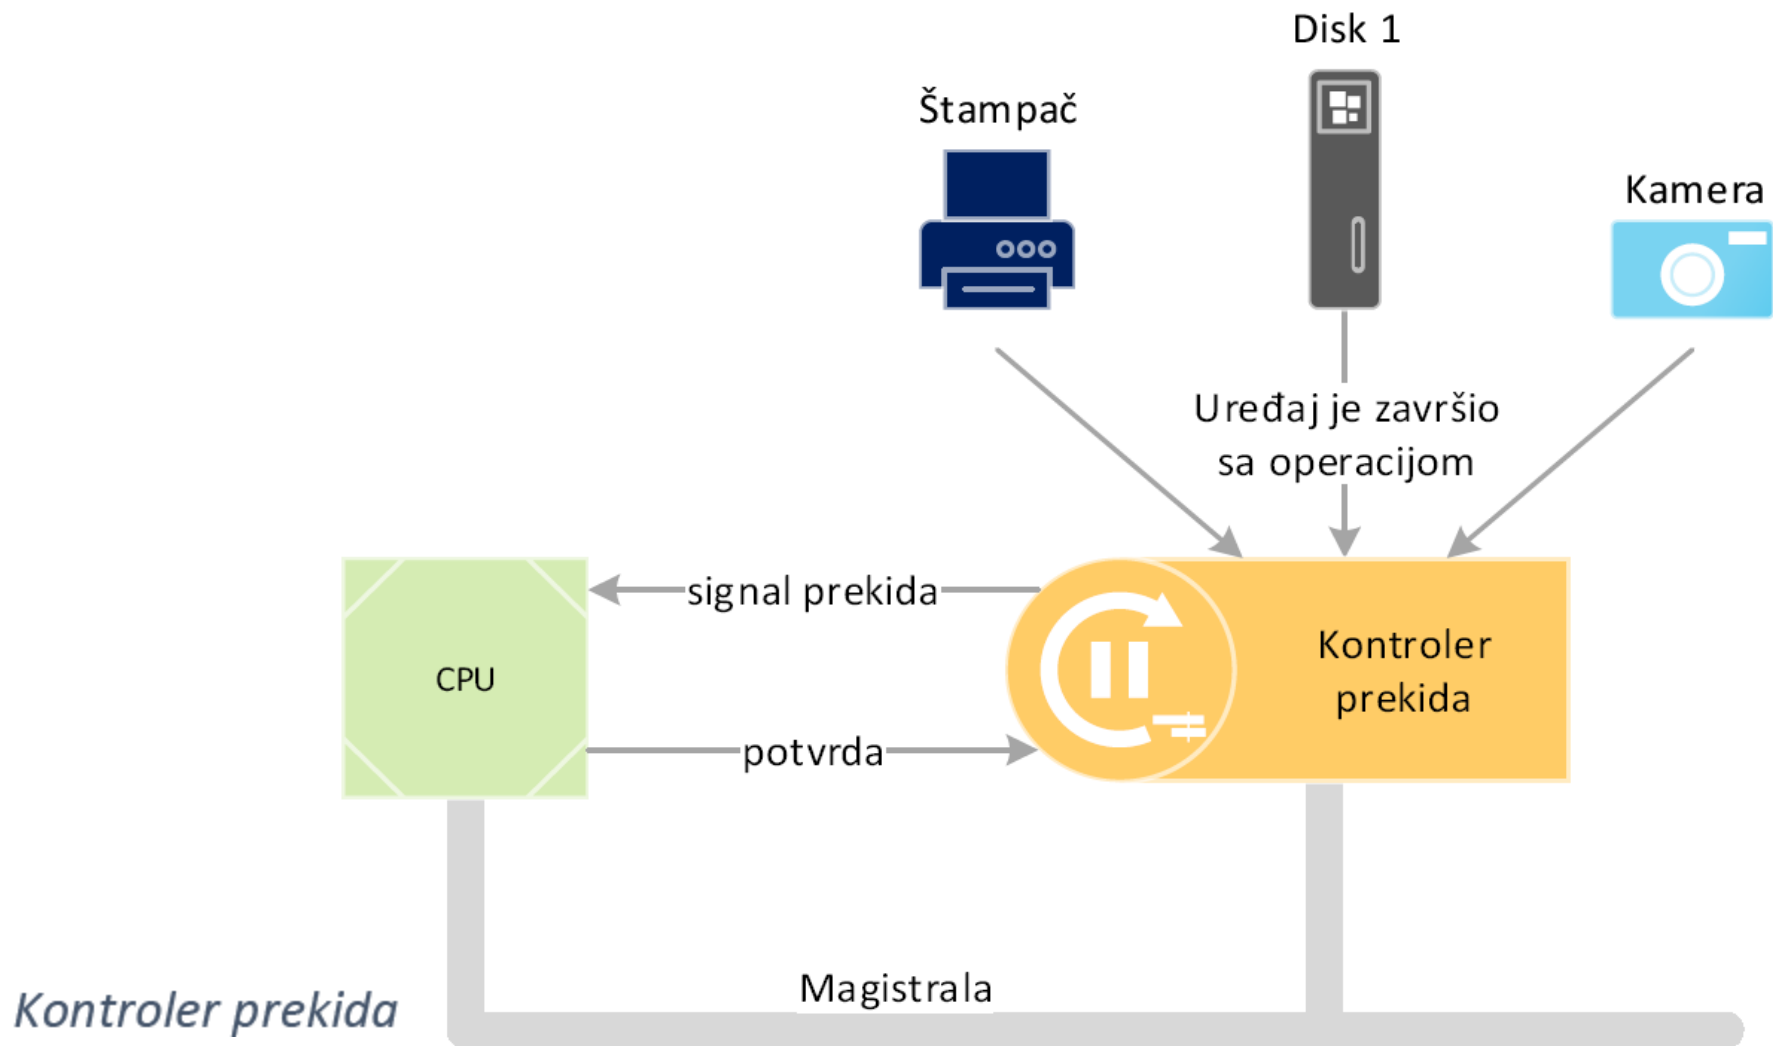 Disk 1
Štampač
Kamera
Uređaj je završio
sa operacijom
signal prekida
CPU
Kontroler
prekida
potvrda
Magistrala
Kontroler prekida